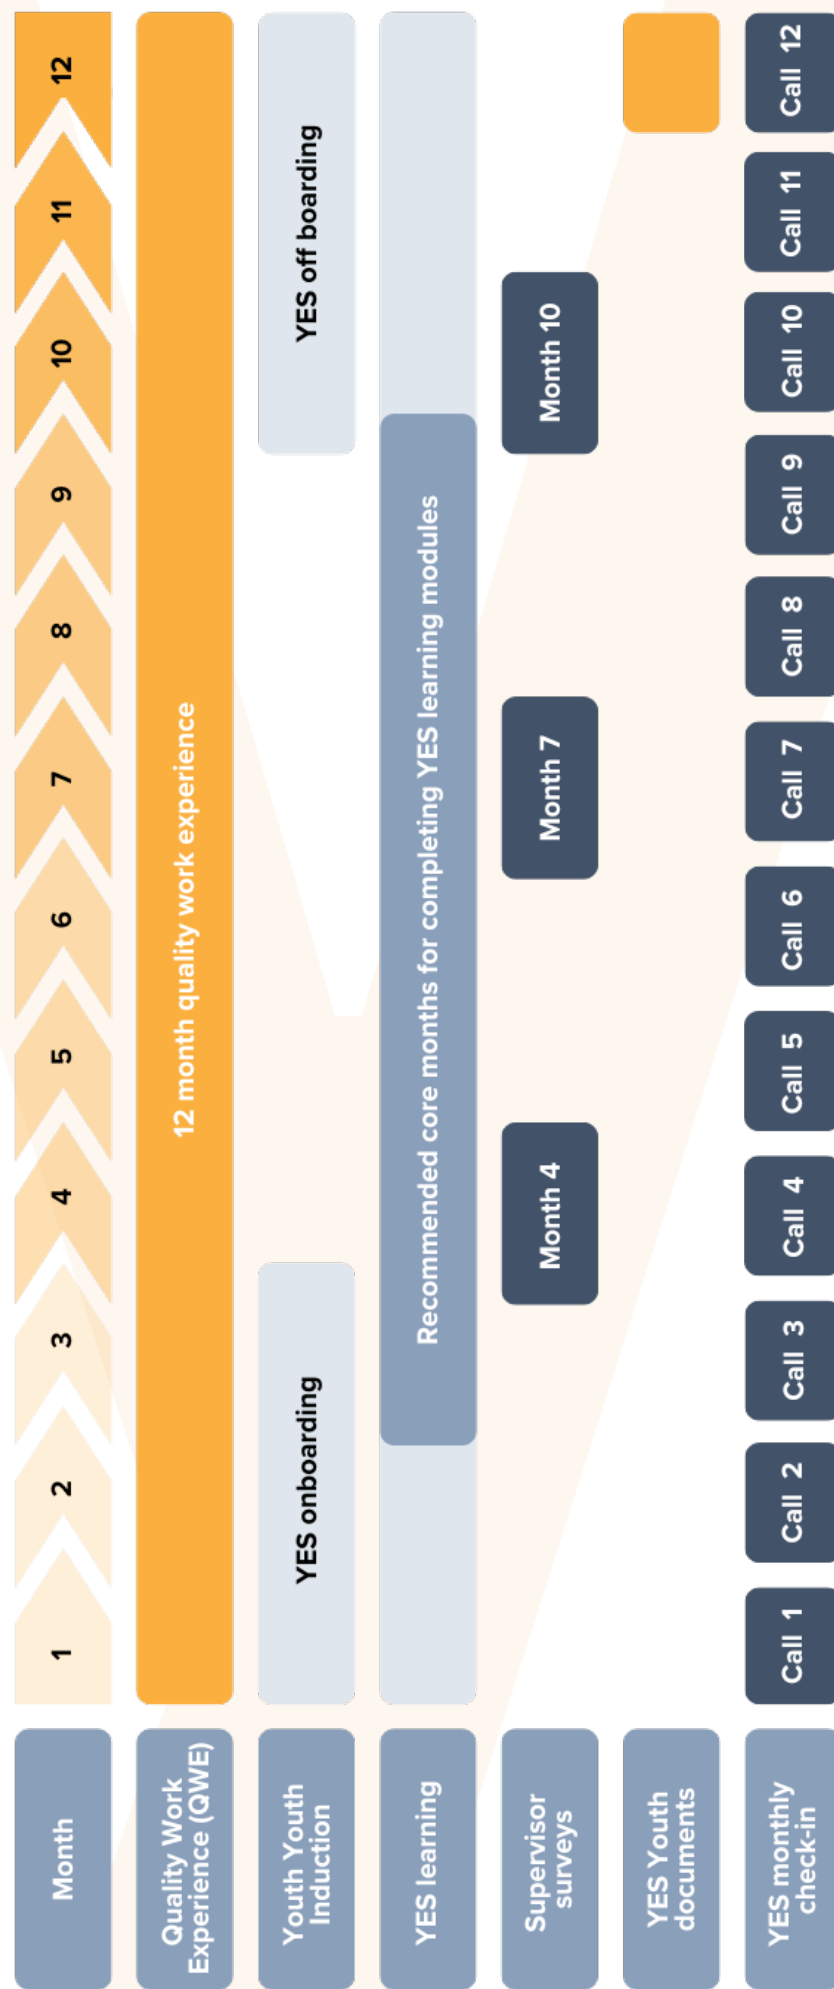 Month
1
2
3
4
5
6
7
8
9
10
11
12
Quality Work
Experience (QWE)
12 month quality work experience
Youth Youth
Induction
YES onboarding
YES off boarding
YES learning
Recommended core months for completing YES learning modules
Supervisor
surveys
Month 4
Month 7
Month 10
YES Youth
documents
YES monthly
check-in
Call 1
Call 2
Call 3
Call 4
Call 5
Call 6
Call 7
Call 8
Call 9
Call 10
Call 11
Call 12